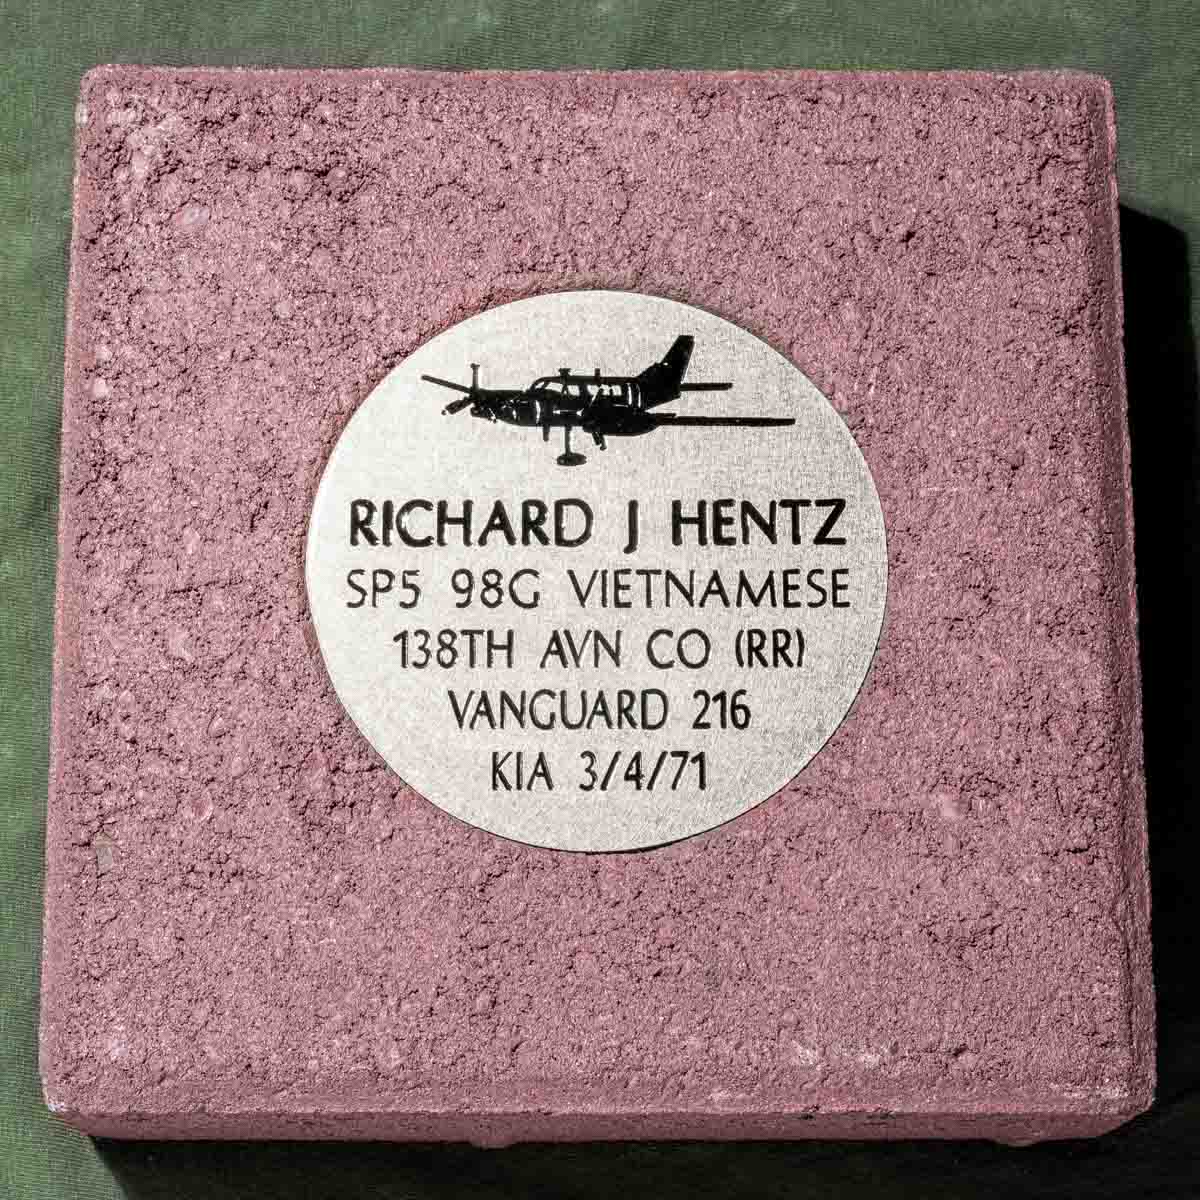 RICHARD J HENTZ
SP5 98G VIETNAMESE
138TH AVN CO (RR)
VANGUARD 216
KIA 3/4/71